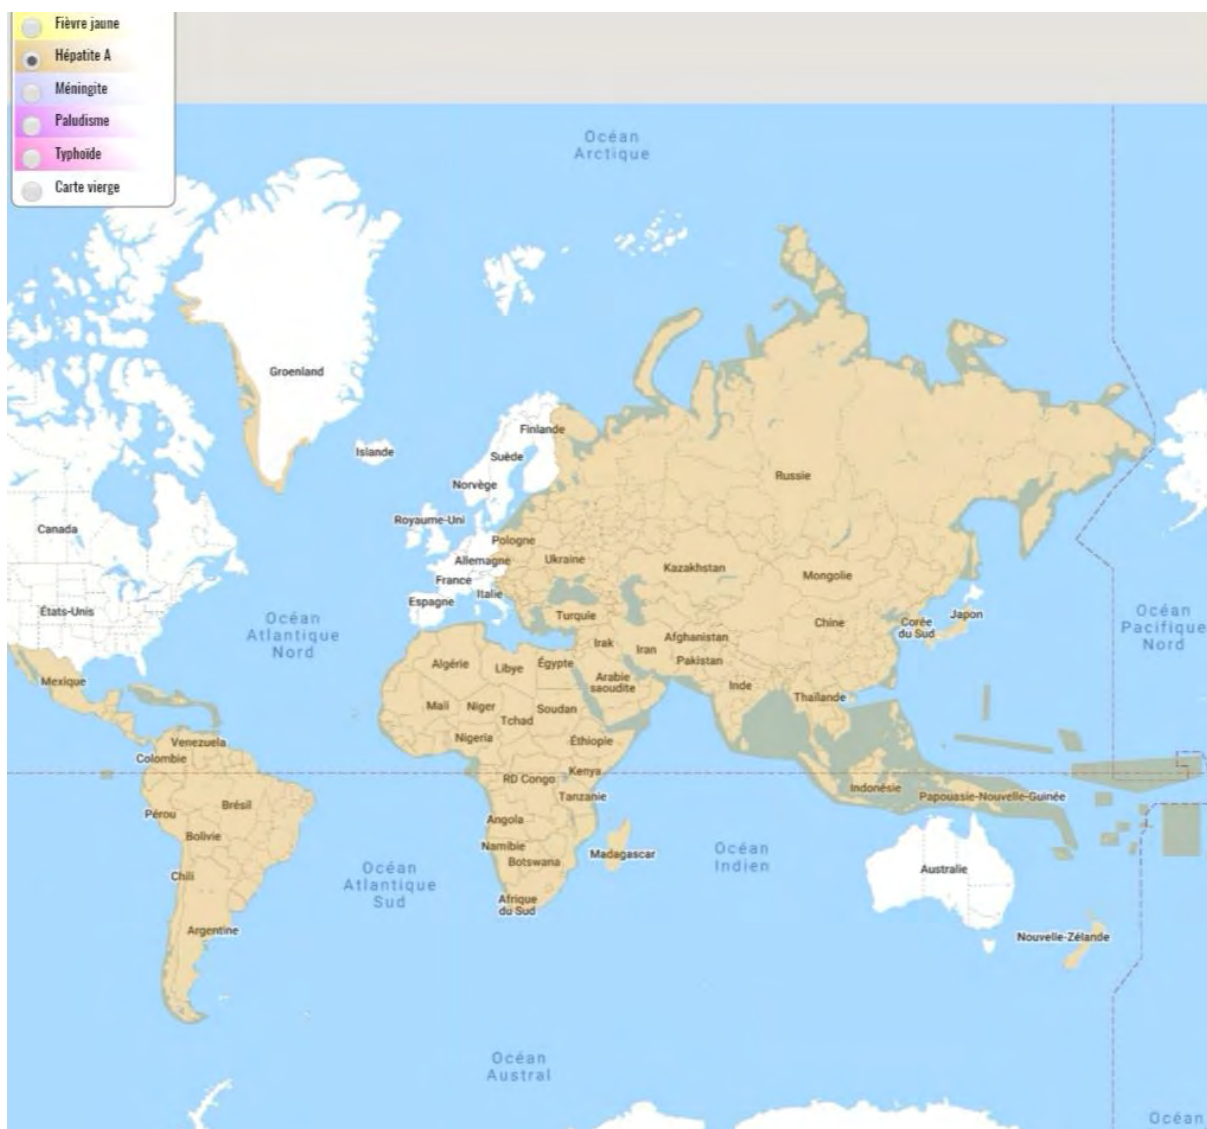 Fièvre jaune
Hépatite A
Méningite
Paludisme
Typhoïde
Carte vierge
Océan
Arctique
Groenland
Islande
Finlande
Suède
Norvège
Russie
Canada
Royaume-Uni
Pologne
Allemagne
Ukraine
France
Kazakhstan
Mongolie
Italie
Espagne
États-Unis
Océan
Atlantique
Nord
Turquie
Chine
Corée
du Sud
Japon
Océan
Pacifique
Nord
Irak
Iran
Afghanistan
Pakistan
Algérie
Libye
Égypte
Arabie
saoudite
Inde
Thaïlande
Mexique
Mali
Niger
Tchad
Soudan
Nigeria
Éthiopie
Venezuela
Colombie
RD Congo
Kenya
Tanzanie
Indonésie
Papouasie-Nouvelle-Guinée
Pérou
Brésil
Bolivie
Angola
Namibie
Botswana
Madagascar
Océan
Indien
Océan
Atlantique
Sud
Australie
Chili
Afrique
du Sud
Argentine
Nouvelle-Zélande
Océan
Austral
Océan